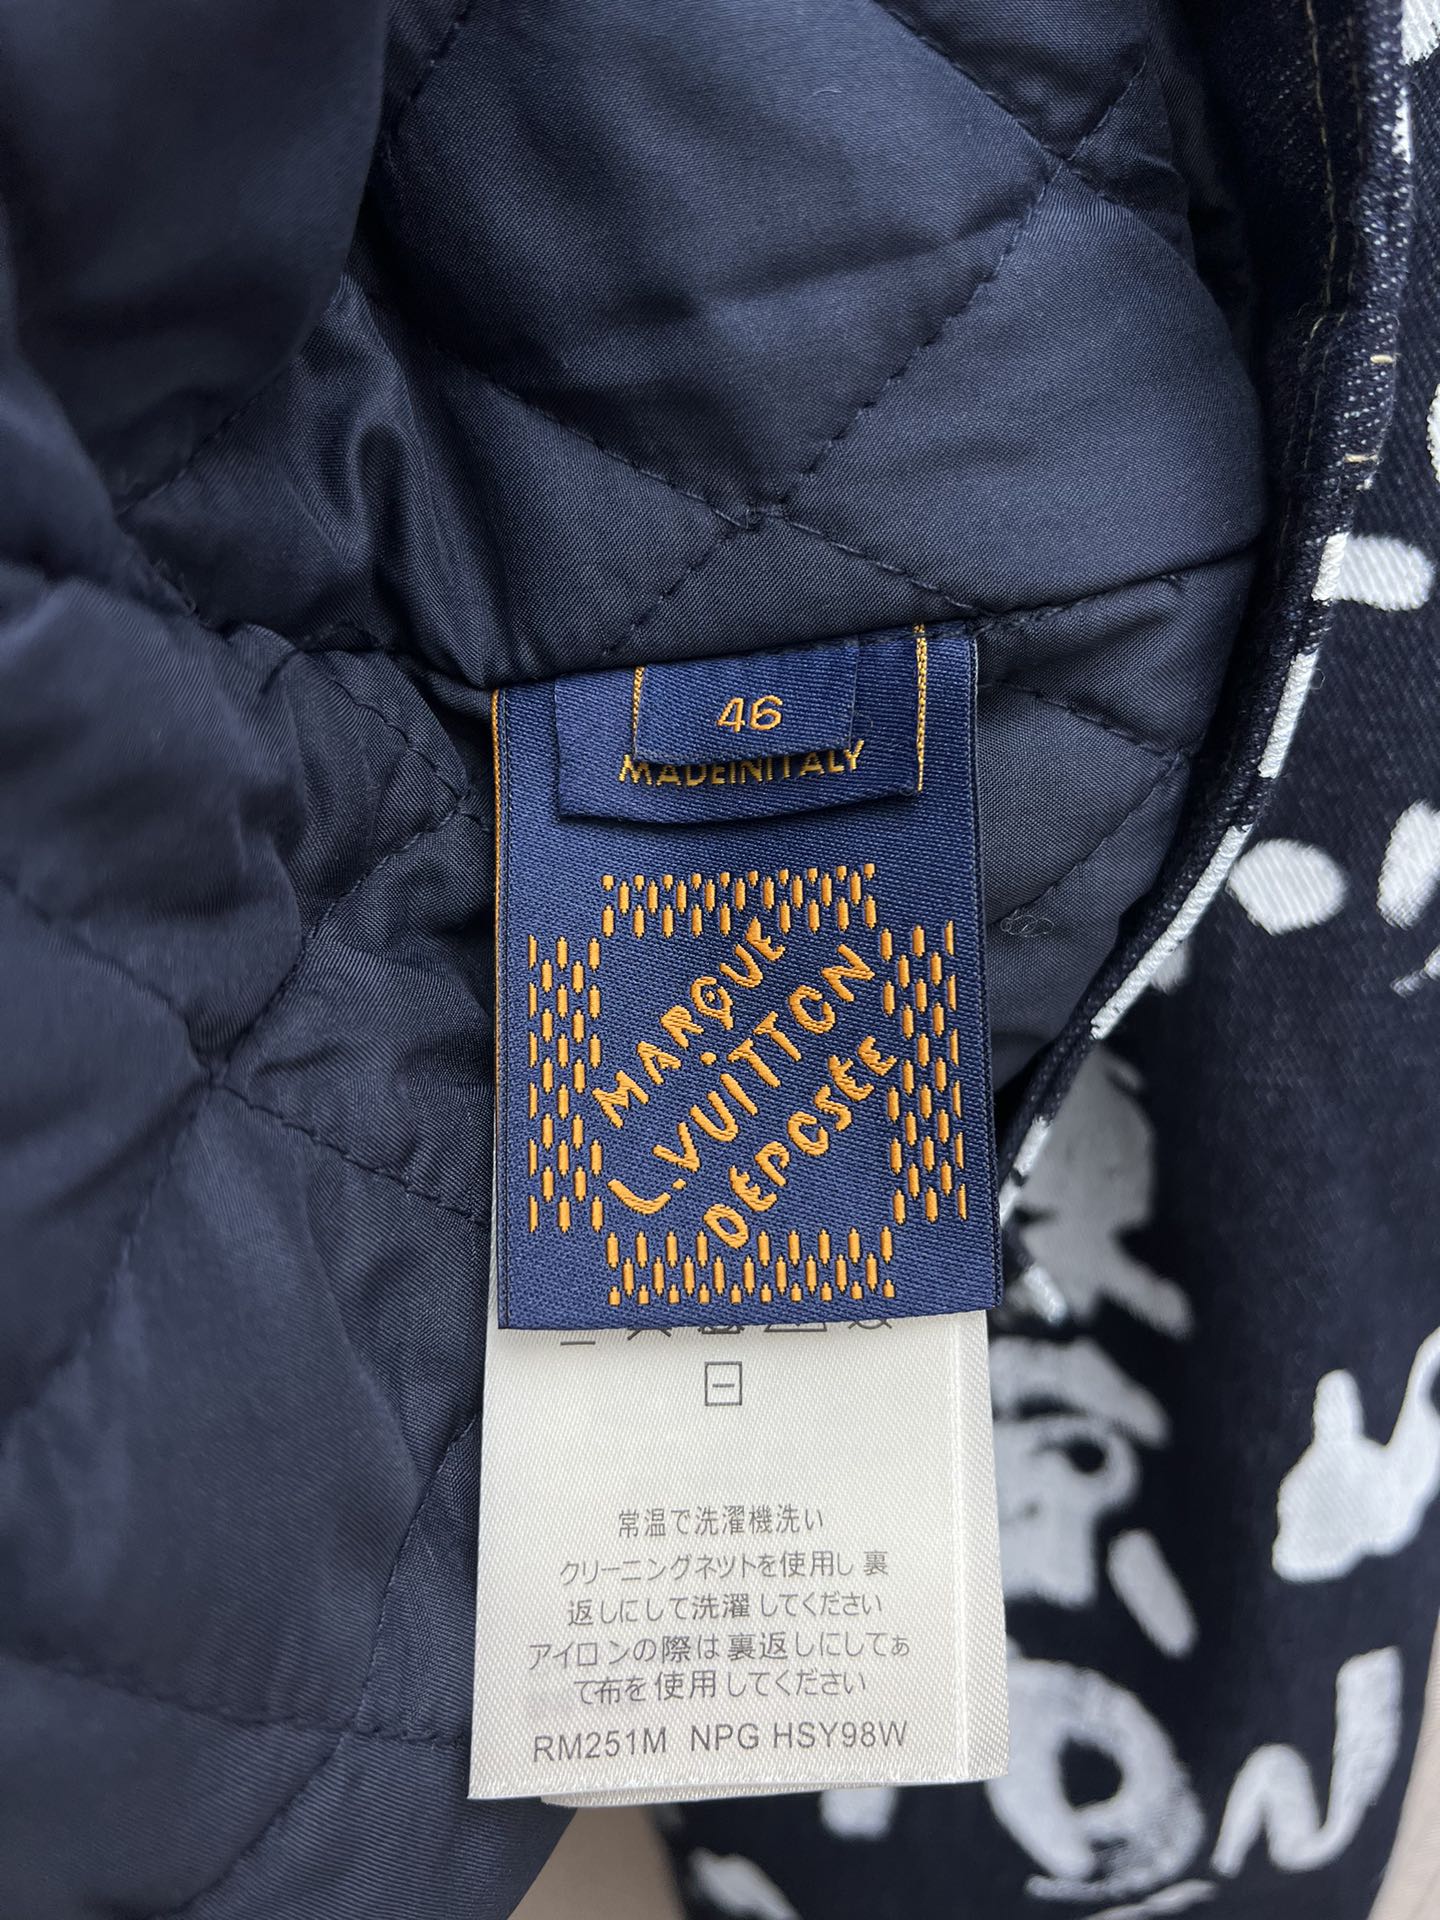 46
MADEINITALY
MARQUE
L.VUITTON
DEPOSÉE
常温で洗濯機洗い
クリーニングネットを使用し 裏
返しにして洗濯してください
アイロンの際は裏返しにしてぁ
て布を使用してください
RM251M NPG HSY98W
ON